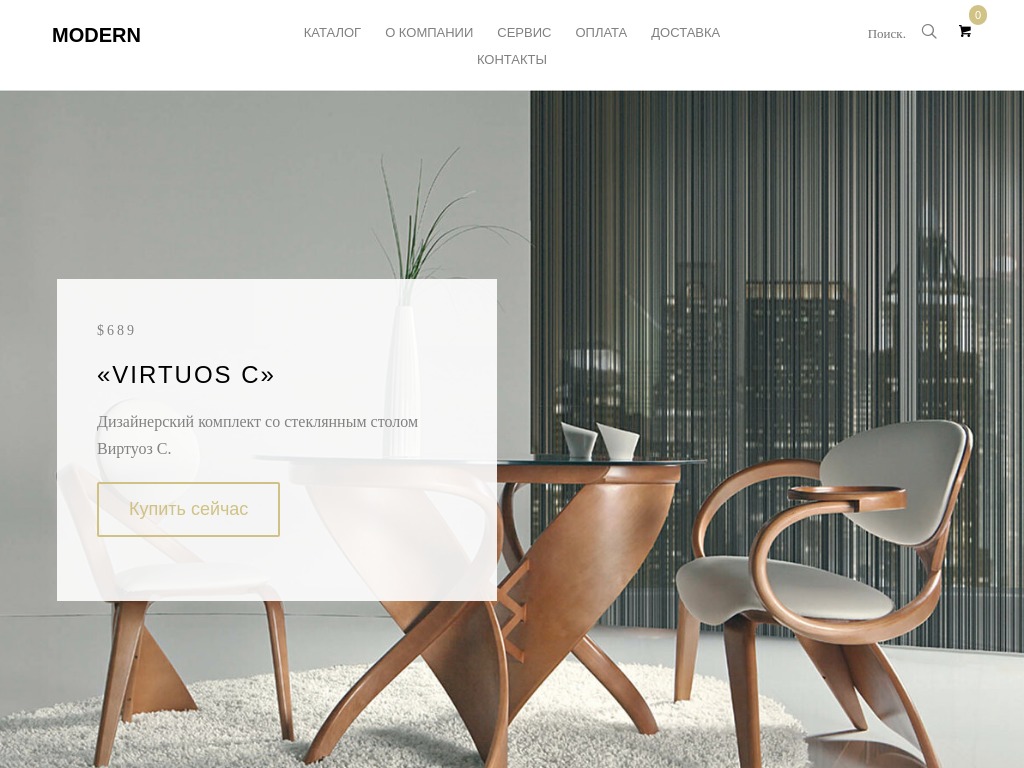 MODERN
КАТАЛОГ О КОМПАНИИ СЕРВИС ОПЛАТА ДОСТАВКА
КОНТАКТЫ
Поиск.
0
$689
«VIRTUOS C»
Дизайнерский комплект со стеклянным столом
Виртуоз С.
Купить сейчас